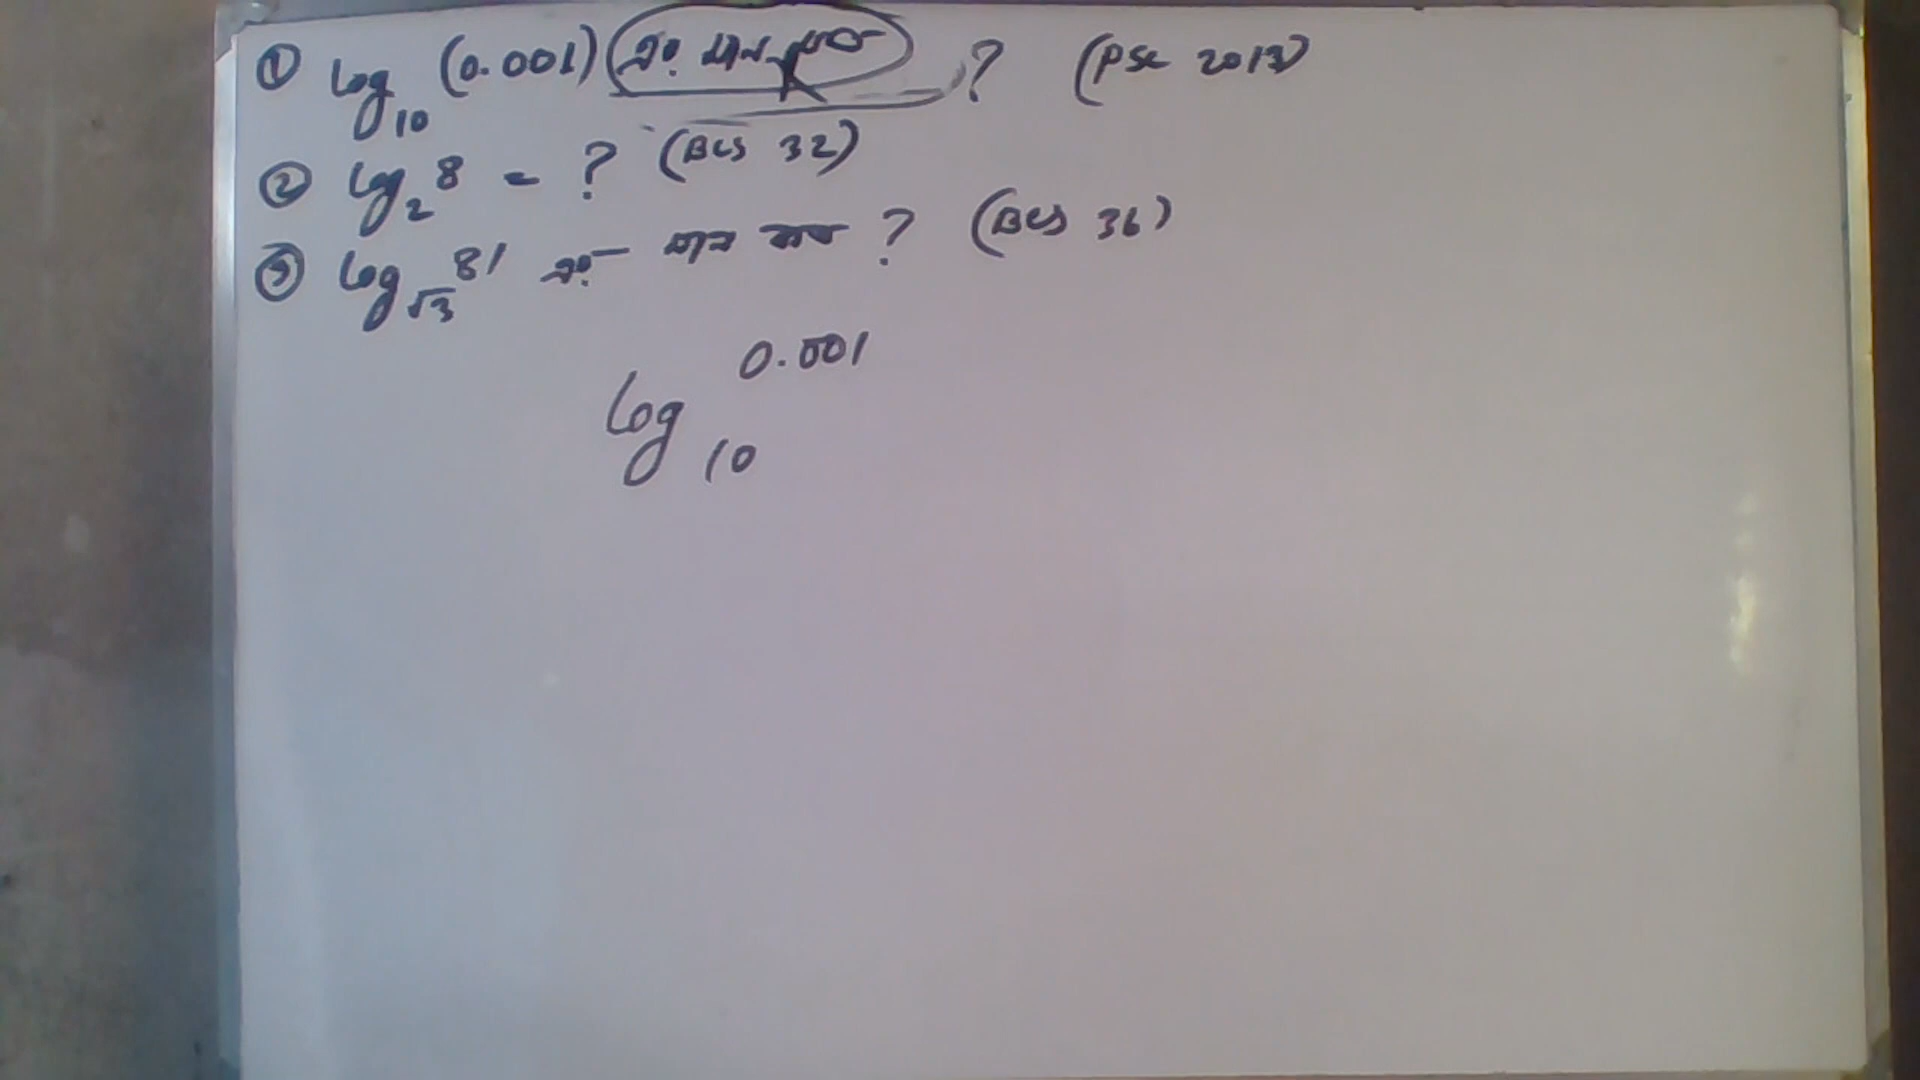 ① log₁₀ (0.001) এর মান কত ? (PSC 2013)
② log₂ 8 = ? (BCS 32)
③ log√3 81 এর মান কত ? (BCS 36)
log₁₀ 0.001